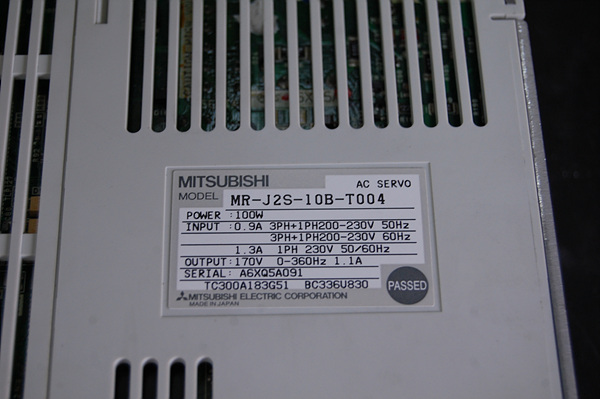 MITSUBISHI AC SERVO
MODEL MR-J2S-10B-T004
POWER :100W
INPUT :0.9A 3PH+1PH200-230V 50Hz
3PH+1PH200-230V 60Hz
1.3A 1PH 230V 50/60Hz
OUTPUT:170V 0-360Hz 1.1A
SERIAL: A6XQ5A091
TC300A183G51 BC336U830
PASSED
MITSUBISHI ELECTRIC CORPORATION
MADE IN JAPAN